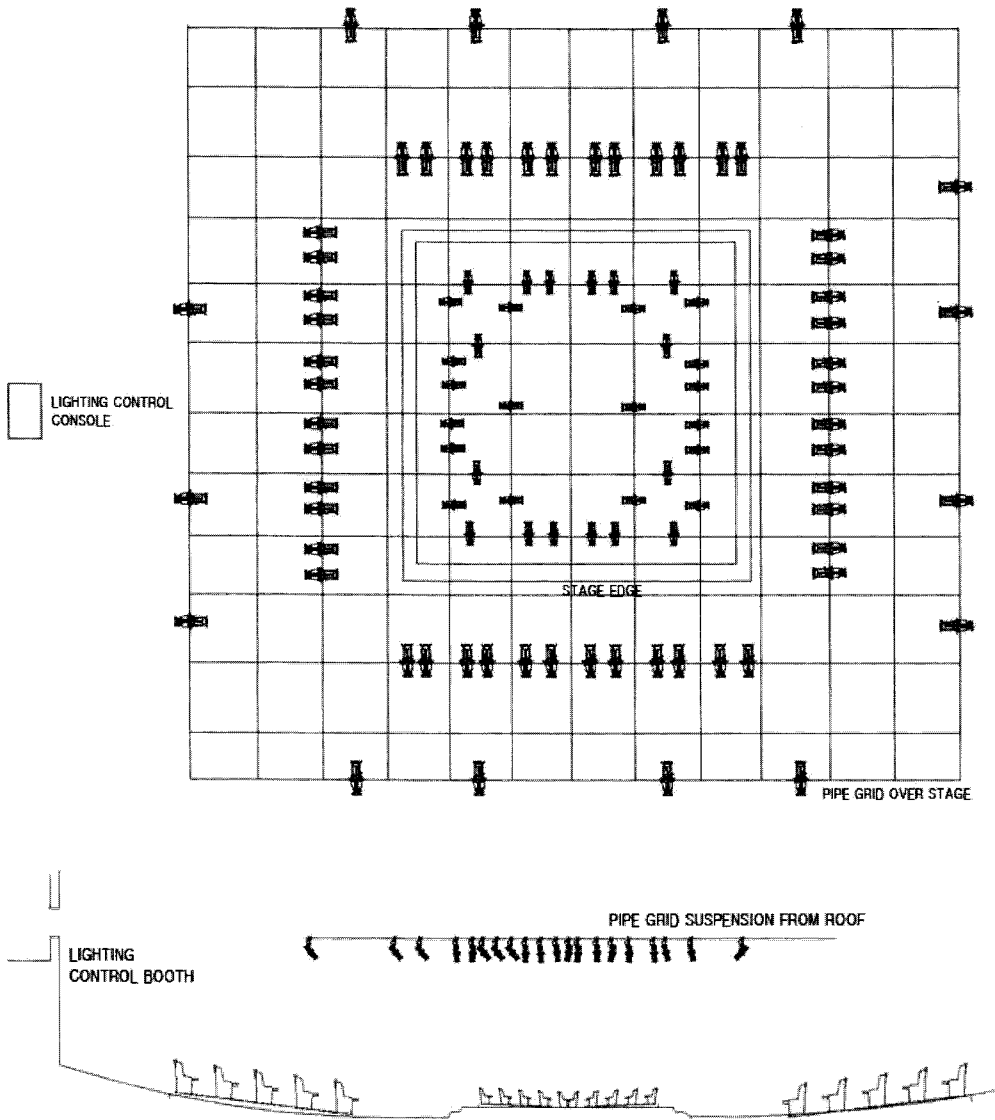 LIGHTING CONTROL
CONSOLE
STAGE EDGE
PIPE GRID OVER STAGE
PIPE GRID SUSPENSION FROM ROOF
LIGHTING
CONTROL BOOTH